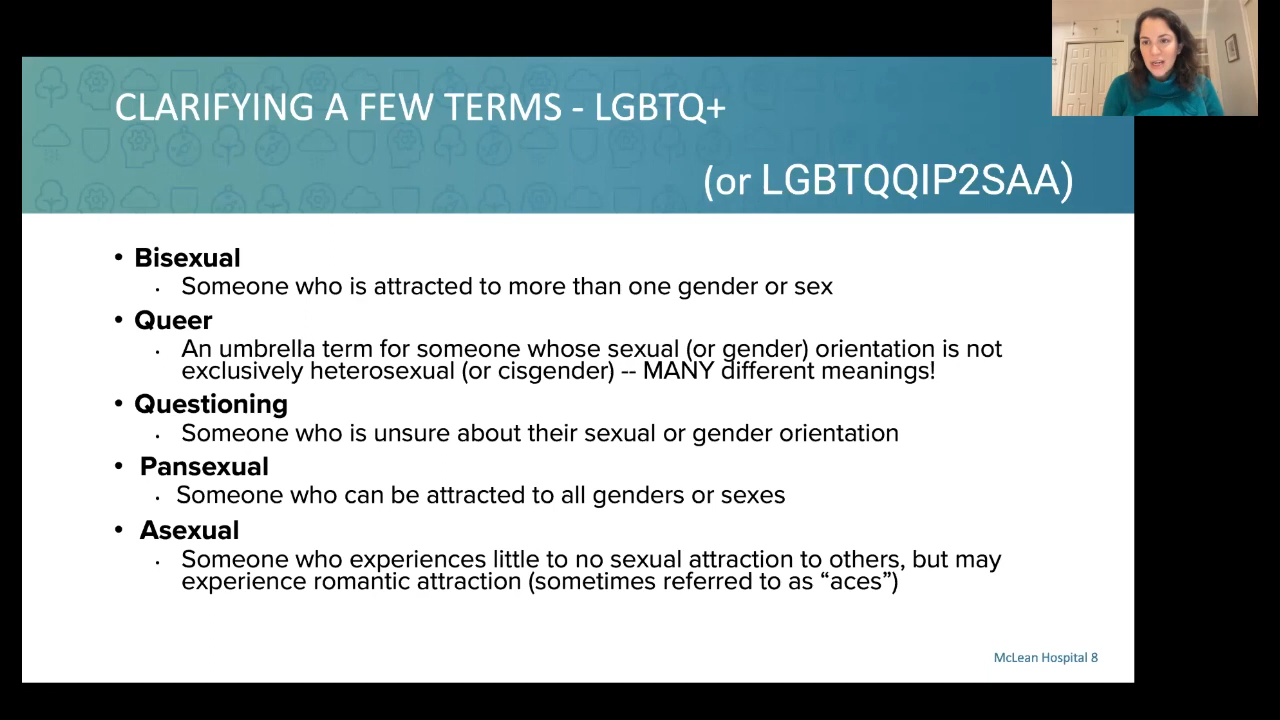 CLARIFYING A FEW TERMS - LGBTQ+
(or LGBTQQIP2SAA)
• Bisexual
• Someone who is attracted to more than one gender or sex
• Queer
• An umbrella term for someone whose sexual (or gender) orientation is not
exclusively heterosexual (or cisgender) -- MANY different meanings!
• Questioning
• Someone who is unsure about their sexual or gender orientation
• Pansexual
• Someone who can be attracted to all genders or sexes
• Asexual
• Someone who experiences little to no sexual attraction to others, but may
experience romantic attraction (sometimes referred to as “aces”)
McLean Hospital 8